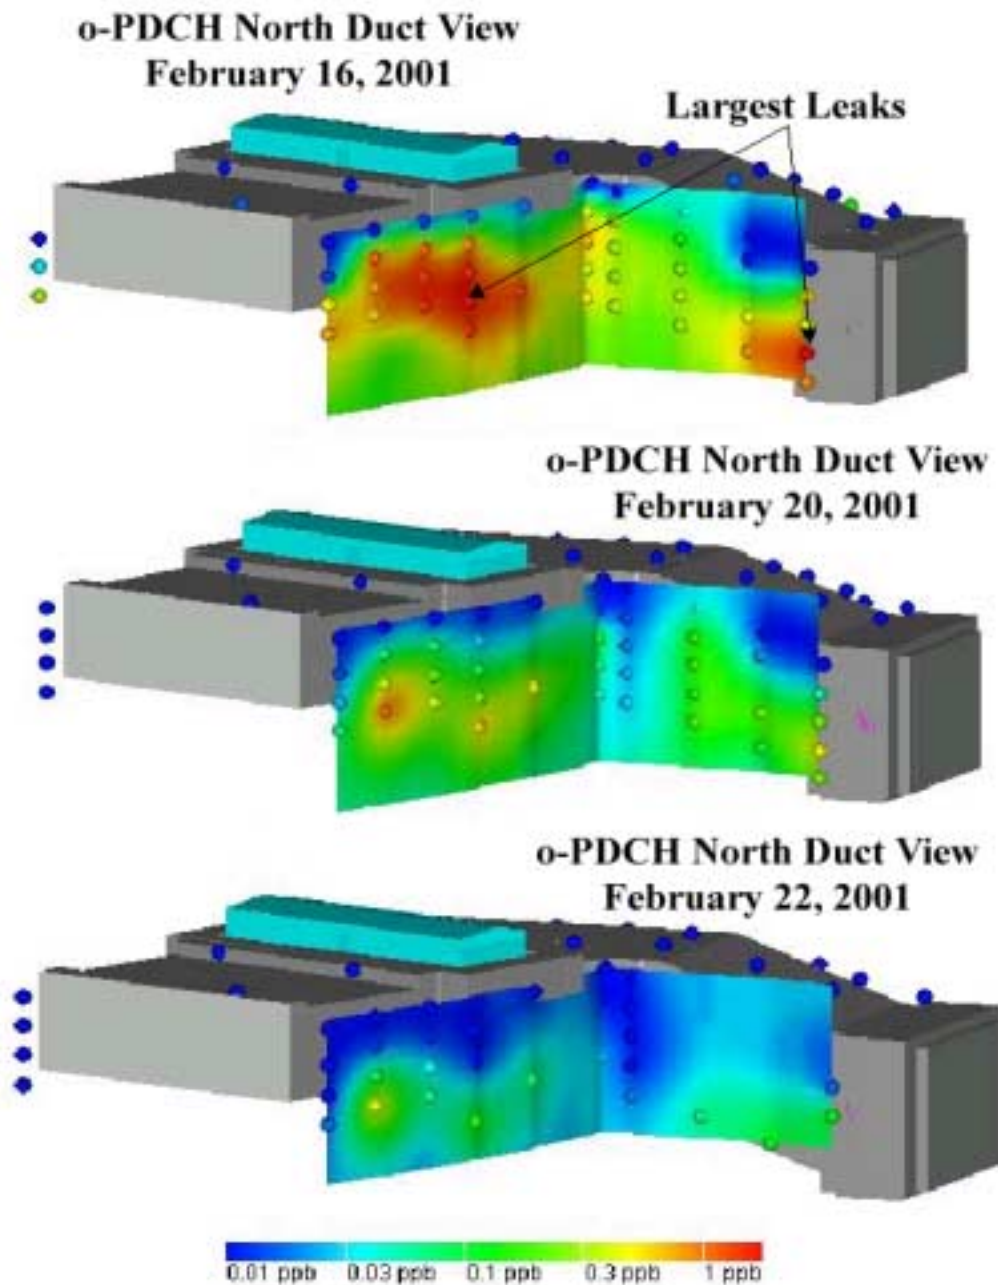 o-PDCH North Duct View
February 16, 2001
Largest Leaks
o-PDCH North Duct View
February 20, 2001
o-PDCH North Duct View
February 22, 2001
0.01 ppb 0.03 ppb 0.1 ppb 0.3 ppb 1 ppb